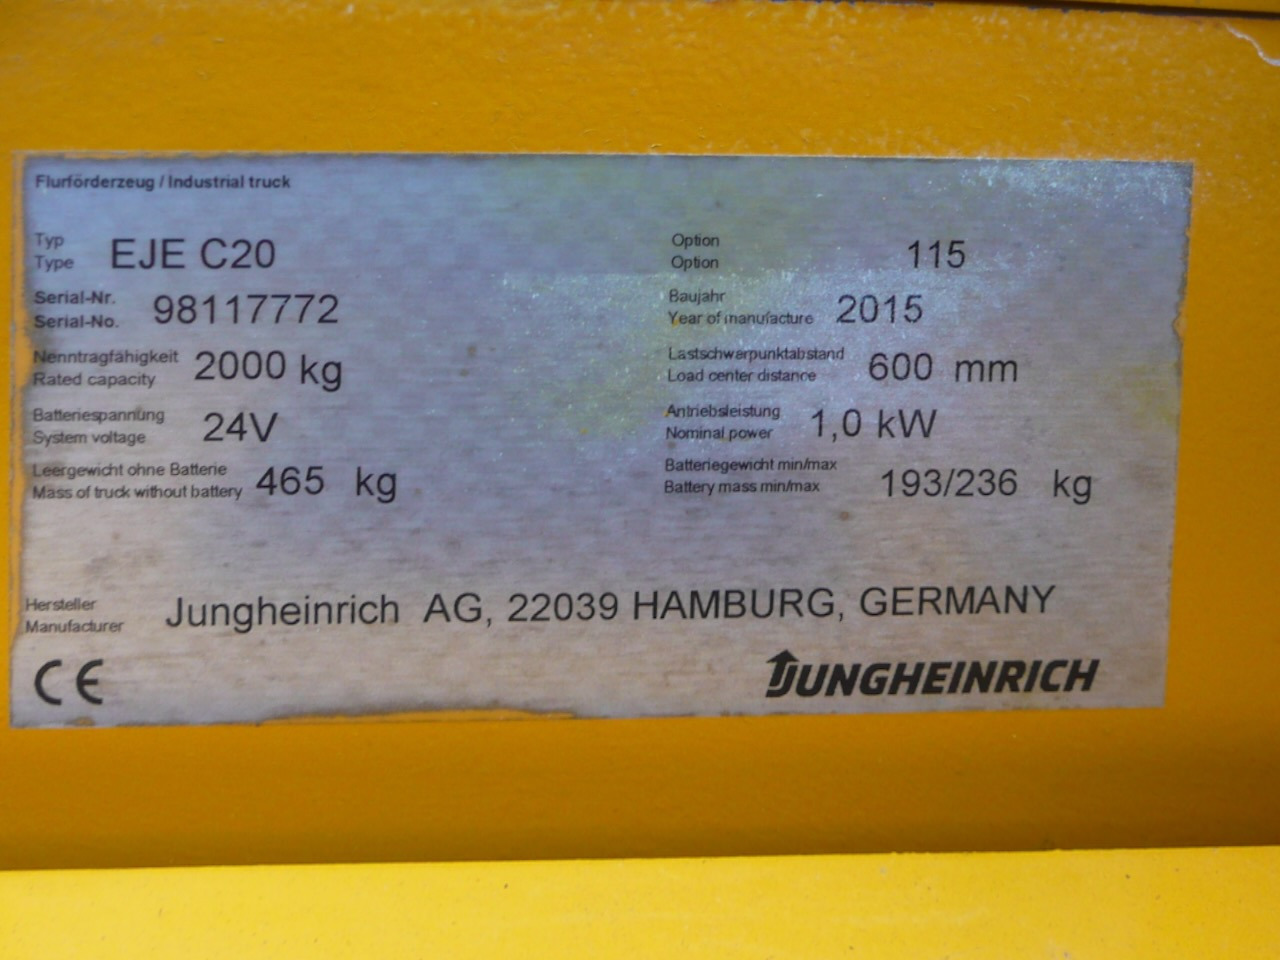 Flurförderzeug / Industrial truck
Typ
Type EJE C20
Option
Option 115
Serial-Nr.
Serial-No. 98117772
Baujahr
Year of manufacture 2015
Nenntragfähigkeit
Rated capacity 2000 kg
Lastschwerpunktabstand
Load center distance 600 mm
Batteriespannung
System voltage 24V
Antriebsleistung
Nominal power 1,0 kW
Leergewicht ohne Batterie
Mass of truck without battery 465 kg
Batteriegewicht min/max
Battery mass min/max 193/236 kg
Hersteller
Manufacturer Jungheinrich AG, 22039 HAMBURG, GERMANY
CE
JUNGHEINRICH